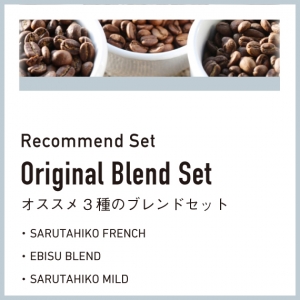 Recommend Set
Original Blend Set
オススメ3種のブレンドセット
・SARUTAHIKO FRENCH
・EBISU BLEND
・SARUTAHIKO MILD